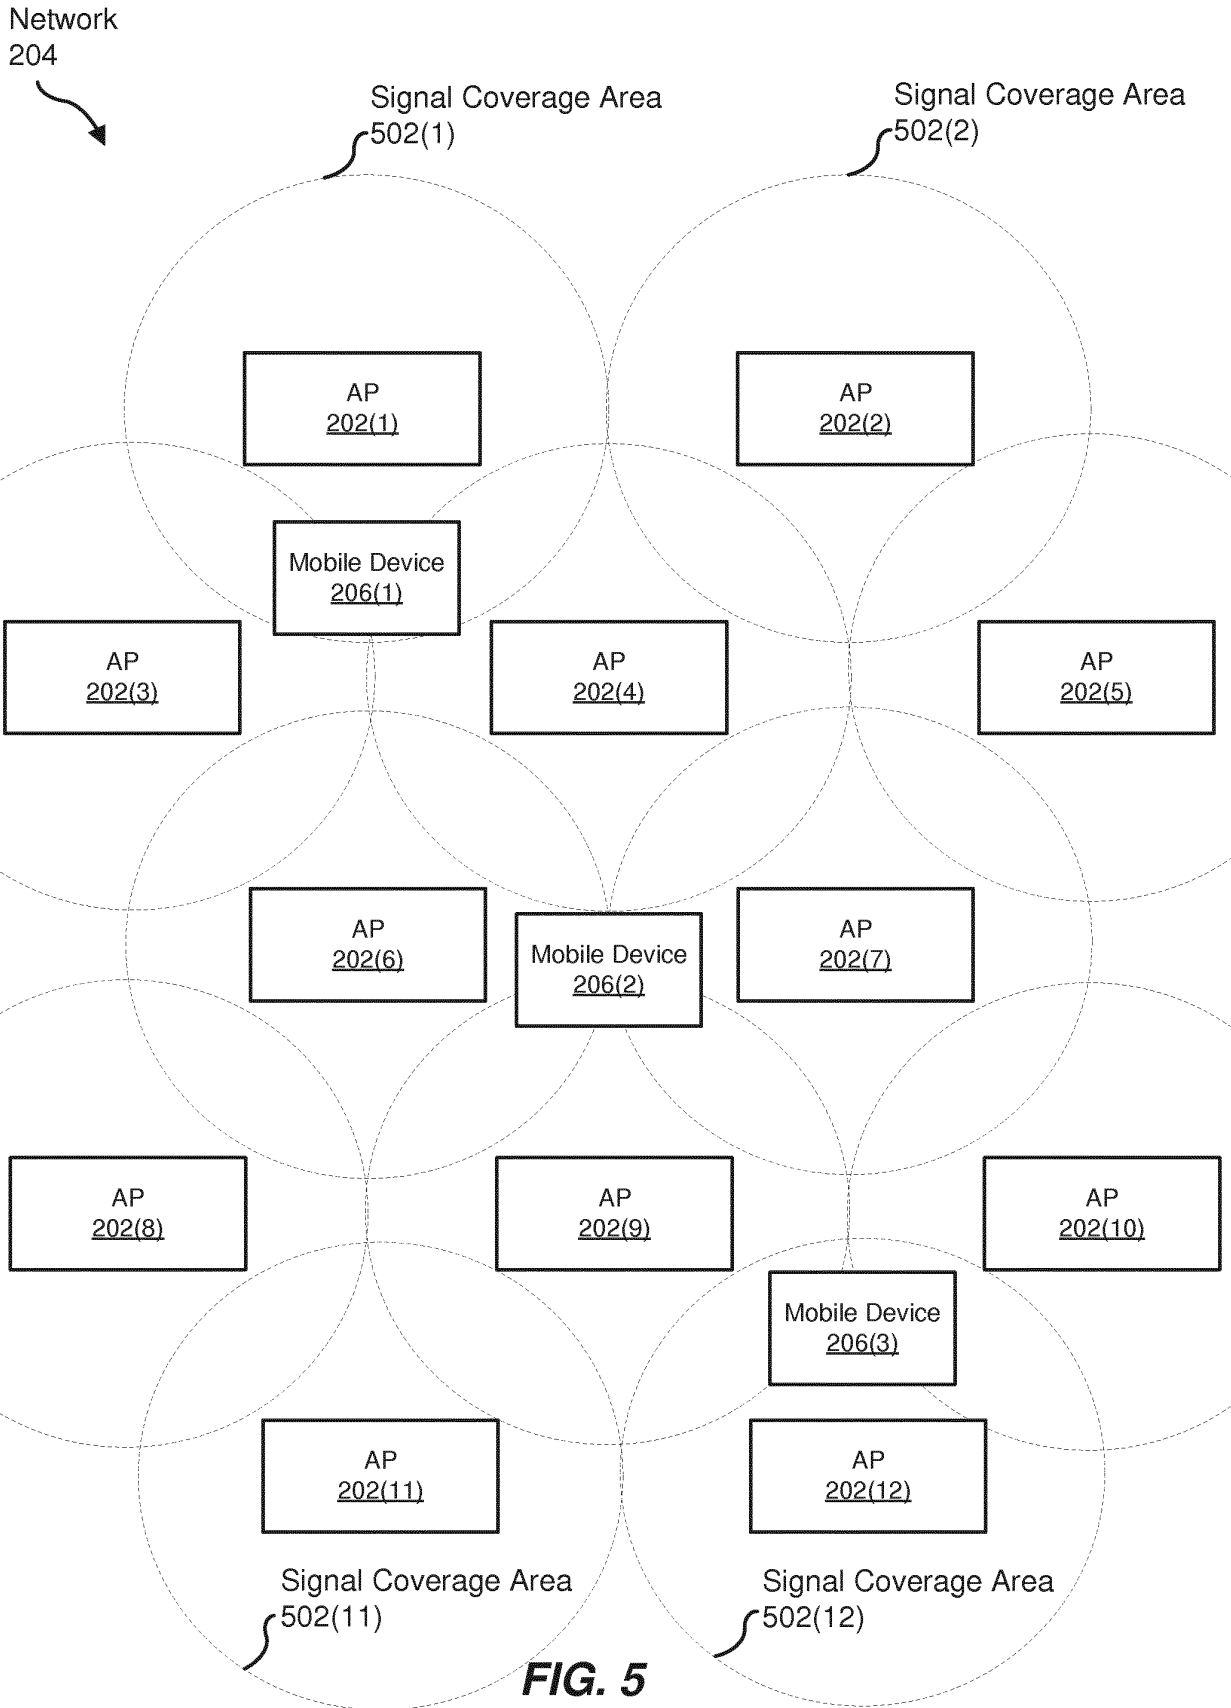 Network
204
Signal Coverage Area
502(1)
Signal Coverage Area
502(2)
AP
202(1)
AP
202(2)
Mobile Device
206(1)
AP
202(3)
AP
202(4)
AP
202(5)
AP
202(6)
Mobile Device
206(2)
AP
202(7)
AP
202(8)
AP
202(9)
AP
202(10)
Mobile Device
206(3)
AP
202(11)
AP
202(12)
Signal Coverage Area
502(11)
Signal Coverage Area
502(12)
FIG. 5